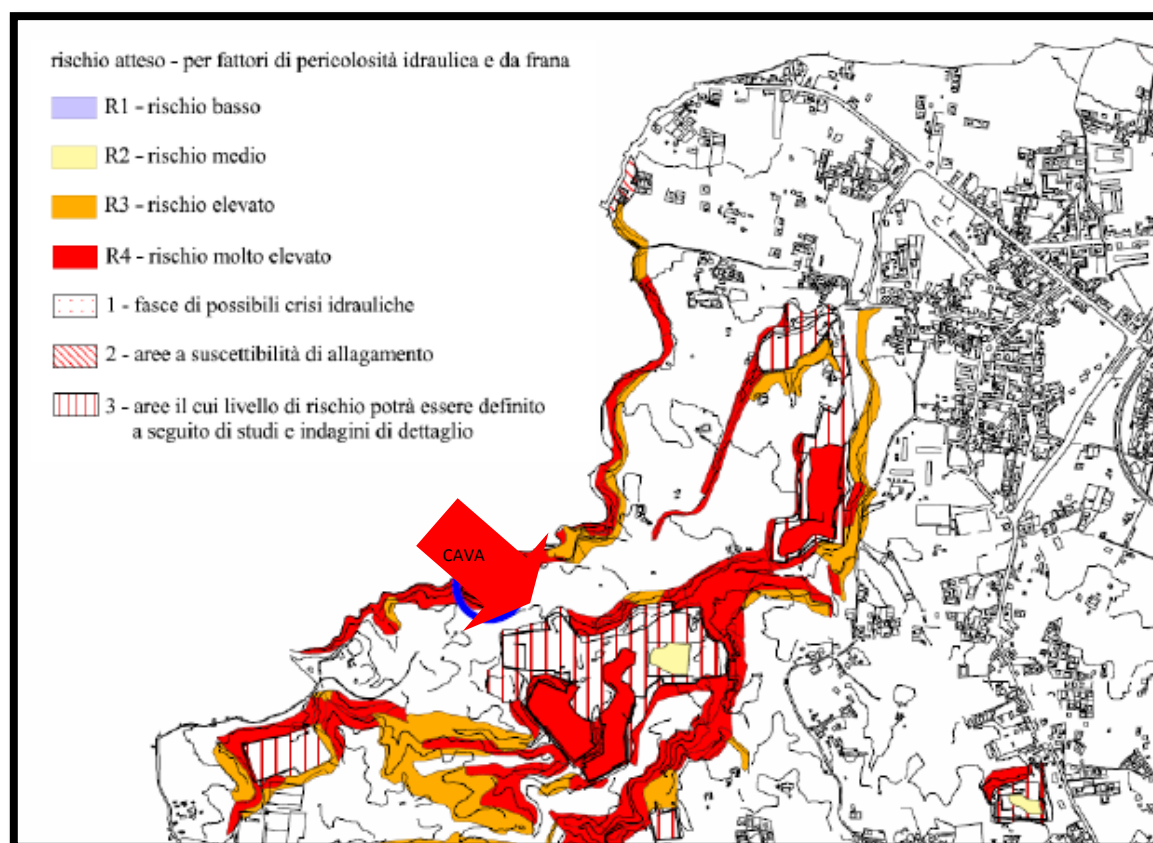 rischio atteso - per fattori di pericolosità idraulica e da frana
R1 - rischio basso
R2 - rischio medio
R3 - rischio elevato
R4 - rischio molto elevato
1 - fasce di possibili crisi idrauliche
2 - aree a suscettibilità di allagamento
3 - aree il cui livello di rischio potrà essere definito
a seguito di studi e indagini di dettaglio
CAVA